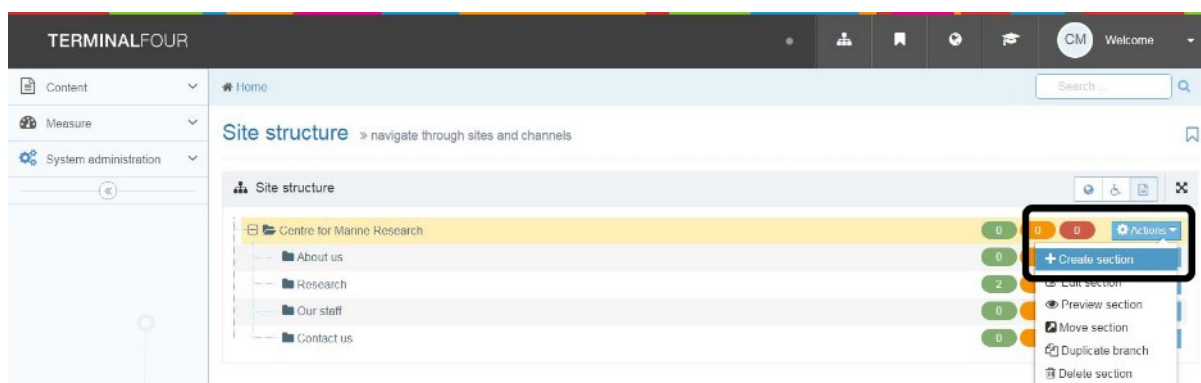 TERMINALFOUR
CM Welcome
Content
Home
Search ...
Measure
Site structure » navigate through sites and channels
System administration
Site structure
Centre for Marine Research
0 0 0 Actions
About us
0
Create section
Research
2
Edit section
Preview section
Our staff
0
Move section
Contact us
0
Duplicate branch
Delete section